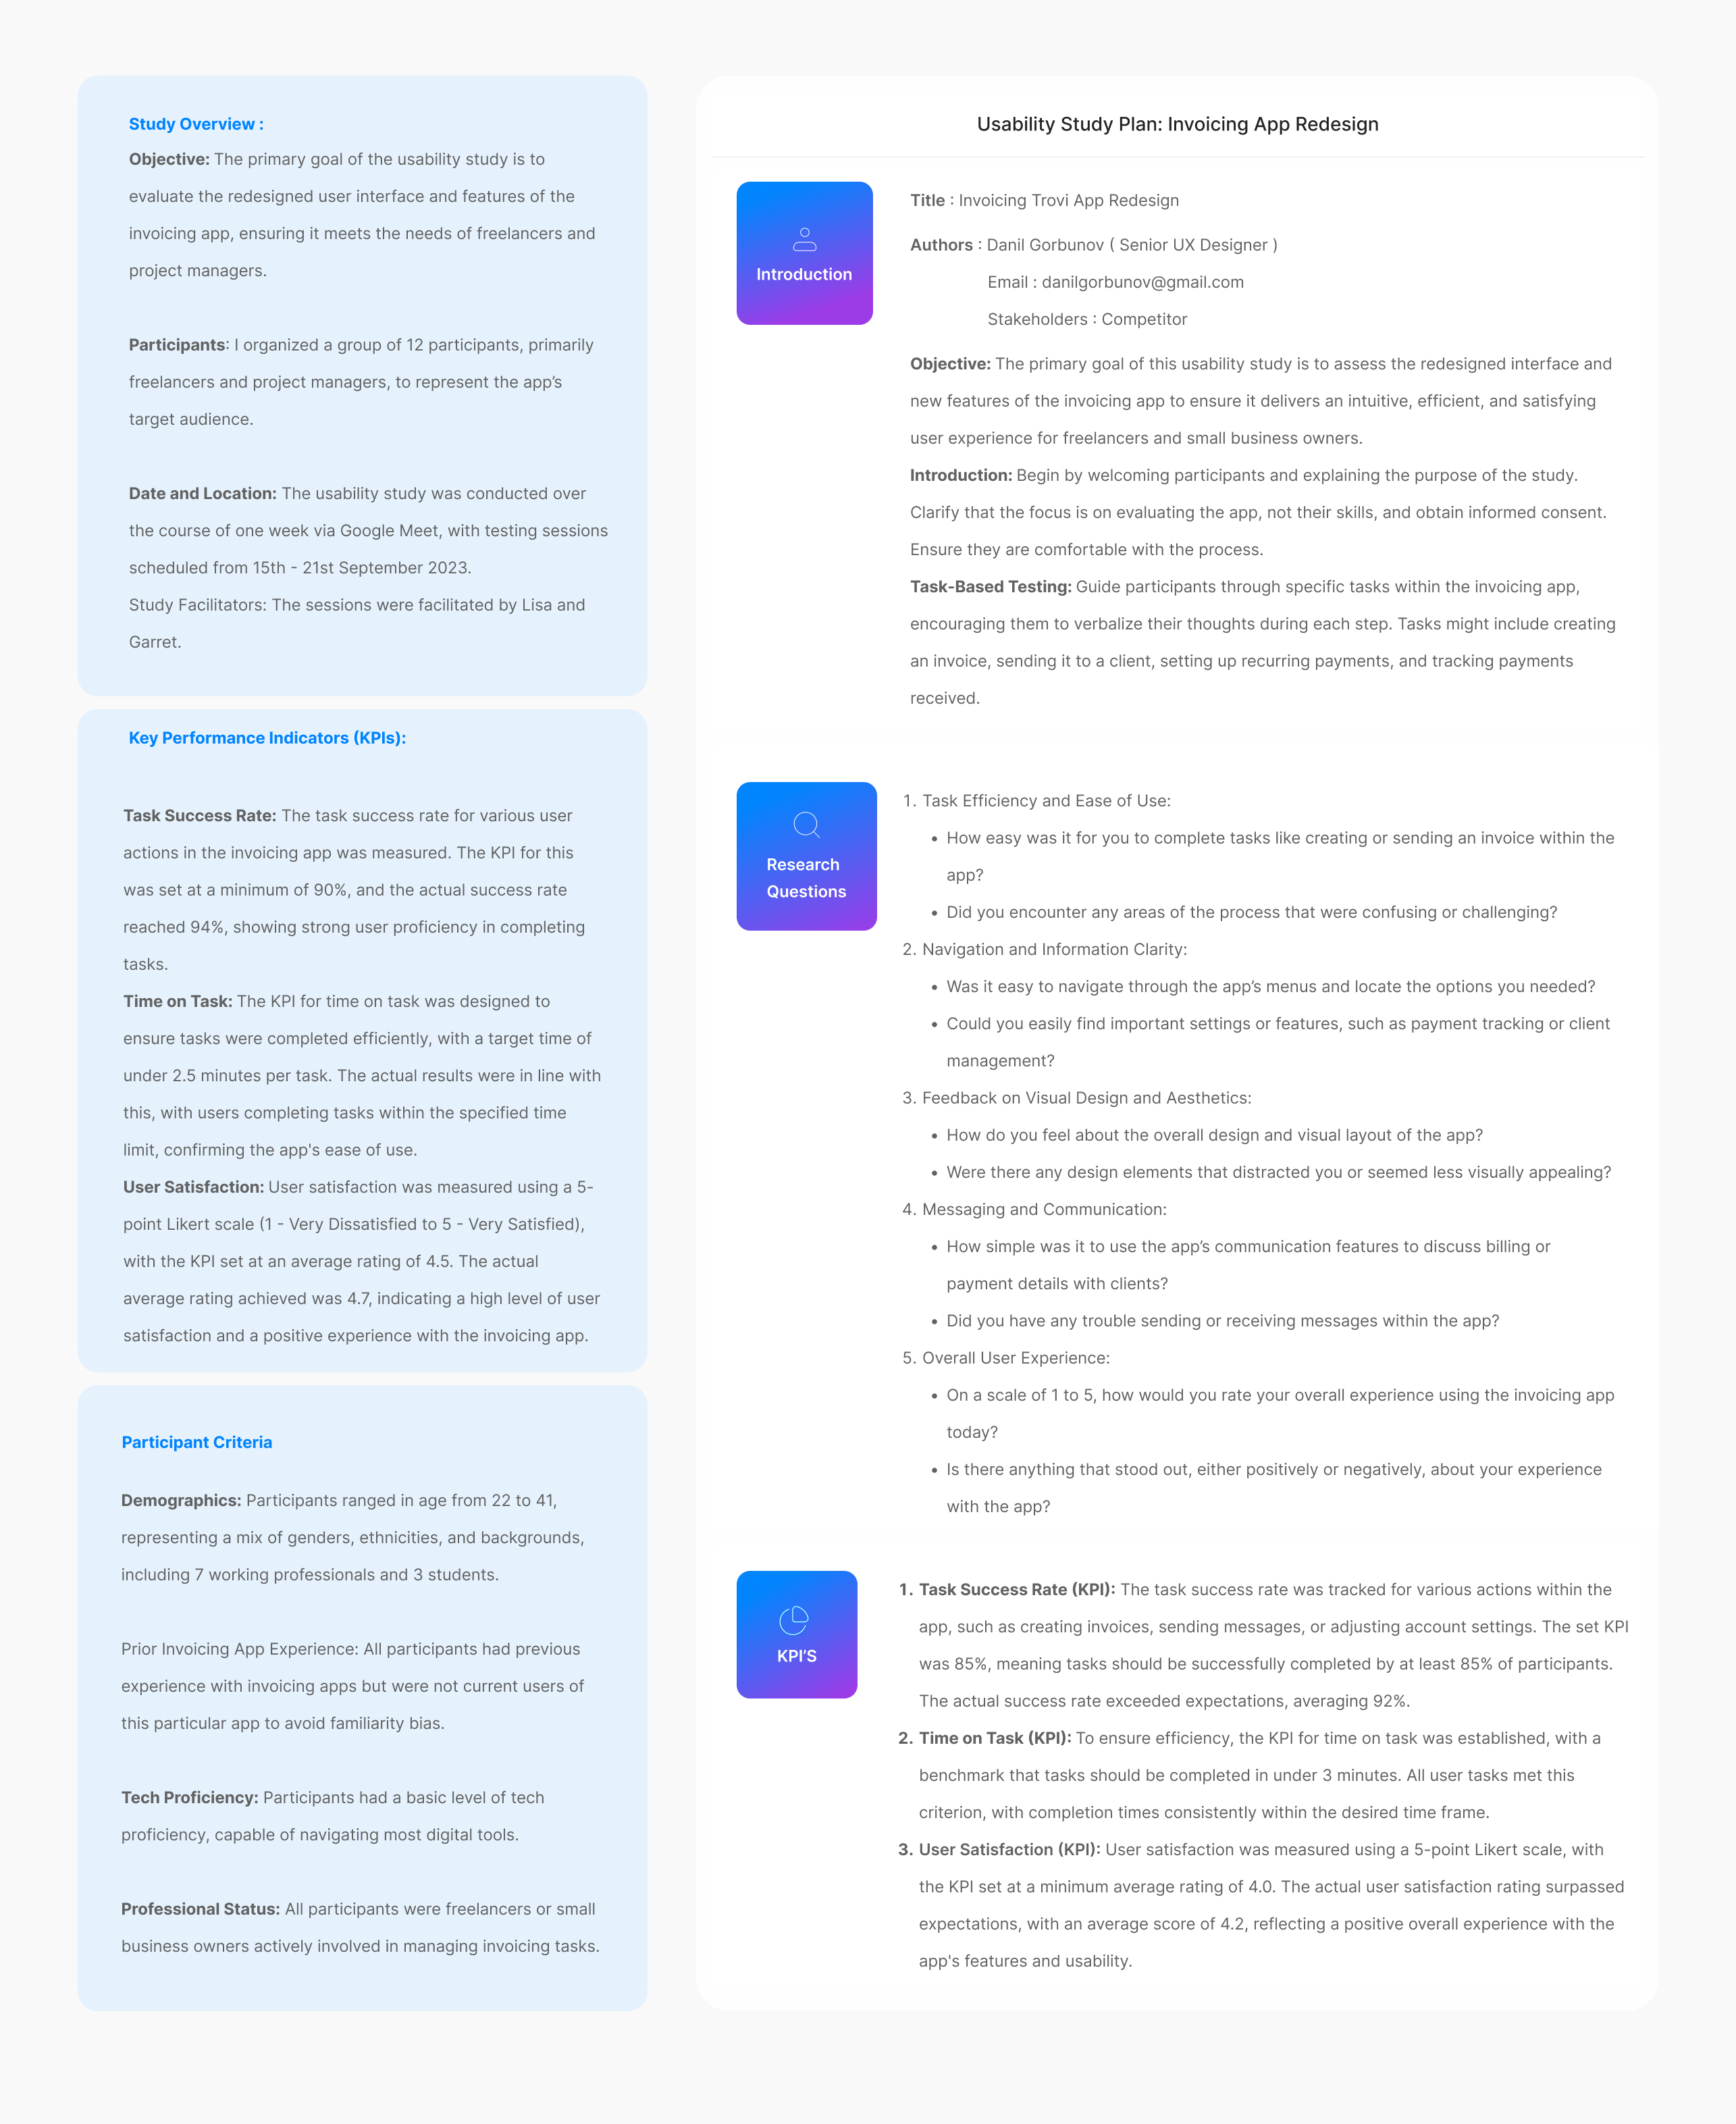 Study Overview :
Objective: The primary goal of the usability study is to
evaluate the redesigned user interface and features of the
invoicing app, ensuring it meets the needs of freelancers and
project managers.
Participants: I organized a group of 12 participants, primarily
freelancers and project managers, to represent the app’s
target audience.
Date and Location: The usability study was conducted over
the course of one week via Google Meet, with testing sessions
scheduled from 15th - 21st September 2023.
Study Facilitators: The sessions were facilitated by Lisa and
Garret.
Key Performance Indicators (KPIs):
Task Success Rate: The task success rate for various user
actions in the invoicing app was measured. The KPI for this
was set at a minimum of 90%, and the actual success rate
reached 94%, showing strong user proficiency in completing
tasks.
Time on Task: The KPI for time on task was designed to
ensure tasks were completed efficiently, with a target time of
under 2.5 minutes per task. The actual results were in line with
this, with users completing tasks within the specified time
limit, confirming the app's ease of use.
User Satisfaction: User satisfaction was measured using a 5-
point Likert scale (1 - Very Dissatisfied to 5 - Very Satisfied),
with the KPI set at an average rating of 4.5. The actual
average rating achieved was 4.7, indicating a high level of user
satisfaction and a positive experience with the invoicing app.
Participant Criteria
Demographics: Participants ranged in age from 22 to 41,
representing a mix of genders, ethnicities, and backgrounds,
including 7 working professionals and 3 students.
Prior Invoicing App Experience: All participants had previous
experience with invoicing apps but were not current users of
this particular app to avoid familiarity bias.
Tech Proficiency: Participants had a basic level of tech
proficiency, capable of navigating most digital tools.
Professional Status: All participants were freelancers or small
business owners actively involved in managing invoicing tasks.
Usability Study Plan: Invoicing App Redesign
Introduction
Title : Invoicing Trovi App Redesign
Authors : Danil Gorbunov ( Senior UX Designer )
Email : danilgorbunov@gmail.com
Stakeholders : Competitor
Objective: The primary goal of this usability study is to assess the redesigned interface and
new features of the invoicing app to ensure it delivers an intuitive, efficient, and satisfying
user experience for freelancers and small business owners.
Introduction: Begin by welcoming participants and explaining the purpose of the study.
Clarify that the focus is on evaluating the app, not their skills, and obtain informed consent.
Ensure they are comfortable with the process.
Task-Based Testing: Guide participants through specific tasks within the invoicing app,
encouraging them to verbalize their thoughts during each step. Tasks might include creating
an invoice, sending it to a client, setting up recurring payments, and tracking payments
received.
Research
Questions
1. Task Efficiency and Ease of Use:
• How easy was it for you to complete tasks like creating or sending an invoice within the
app?
• Did you encounter any areas of the process that were confusing or challenging?
2. Navigation and Information Clarity:
• Was it easy to navigate through the app’s menus and locate the options you needed?
• Could you easily find important settings or features, such as payment tracking or client
management?
3. Feedback on Visual Design and Aesthetics:
• How do you feel about the overall design and visual layout of the app?
• Were there any design elements that distracted you or seemed less visually appealing?
4. Messaging and Communication:
• How simple was it to use the app’s communication features to discuss billing or
payment details with clients?
• Did you have any trouble sending or receiving messages within the app?
5. Overall User Experience:
• On a scale of 1 to 5, how would you rate your overall experience using the invoicing app
today?
• Is there anything that stood out, either positively or negatively, about your experience
with the app?
KPI’S
1. Task Success Rate (KPI): The task success rate was tracked for various actions within the
app, such as creating invoices, sending messages, or adjusting account settings. The set KPI
was 85%, meaning tasks should be successfully completed by at least 85% of participants.
The actual success rate exceeded expectations, averaging 92%.
2. Time on Task (KPI): To ensure efficiency, the KPI for time on task was established, with a
benchmark that tasks should be completed in under 3 minutes. All user tasks met this
criterion, with completion times consistently within the desired time frame.
3. User Satisfaction (KPI): User satisfaction was measured using a 5-point Likert scale, with
the KPI set at a minimum average rating of 4.0. The actual user satisfaction rating surpassed
expectations, with an average score of 4.2, reflecting a positive overall experience with the
app's features and usability.